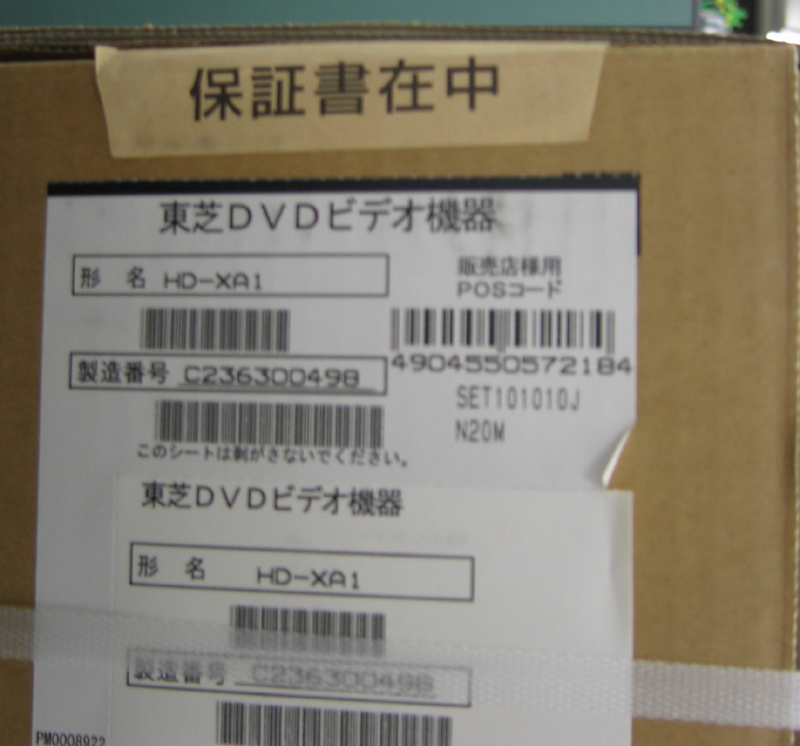 保証書在中
東芝DVDビデオ機器
形 名 HD-XA1
販売店様用
POSコード
製造番号 C23630049B
4904550572184
SET101010J
N20M
このシートは剥がさないでください。
東芝DVDビデオ機器
形 名 HD-XA1
製造番号 C23630049B
PM0008922